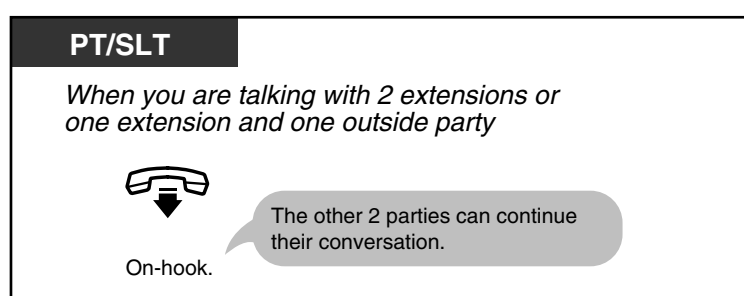 PT/SLT
When you are talking with 2 extensions or
one extension and one outside party
The other 2 parties can continue
their conversation.
On-hook.